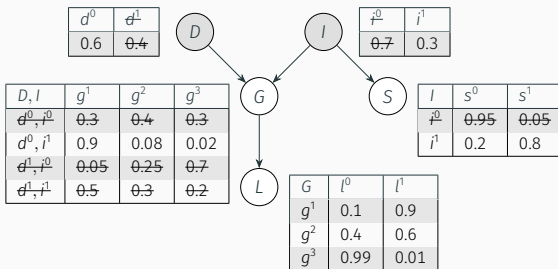 d⁰ d¹
0.6 0.4
D
I
i⁰ i¹
0.7 0.3
D, I g¹ g² g³
d⁰, i⁰ 0.3 0.4 0.3
d⁰, i¹ 0.9 0.08 0.02
d¹, i⁰ 0.05 0.25 0.7
d¹, i¹ 0.5 0.3 0.2
G
S
I s⁰ s¹
i⁰ 0.95 0.05
i¹ 0.2 0.8
L
G l⁰ l¹
g¹ 0.1 0.9
g² 0.4 0.6
g³ 0.99 0.01